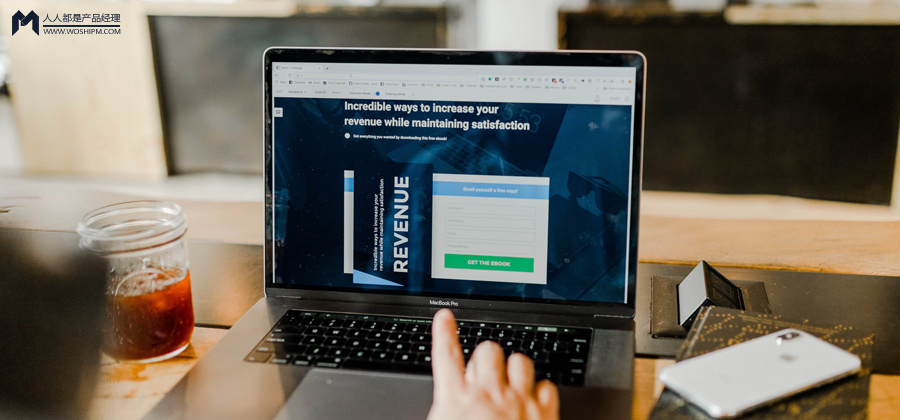 人人都是产品经理
WWW.WOSHIPM.COM
Incredible ways to increase your
revenue while maintaining satisfaction
Get everything you wanted by downloading this free ebook!
Incredible ways to increase your
revenue while maintaining satisfaction
REVENUE
Email yourself a free copy!
GET THE EBOOK
MacBook Pro